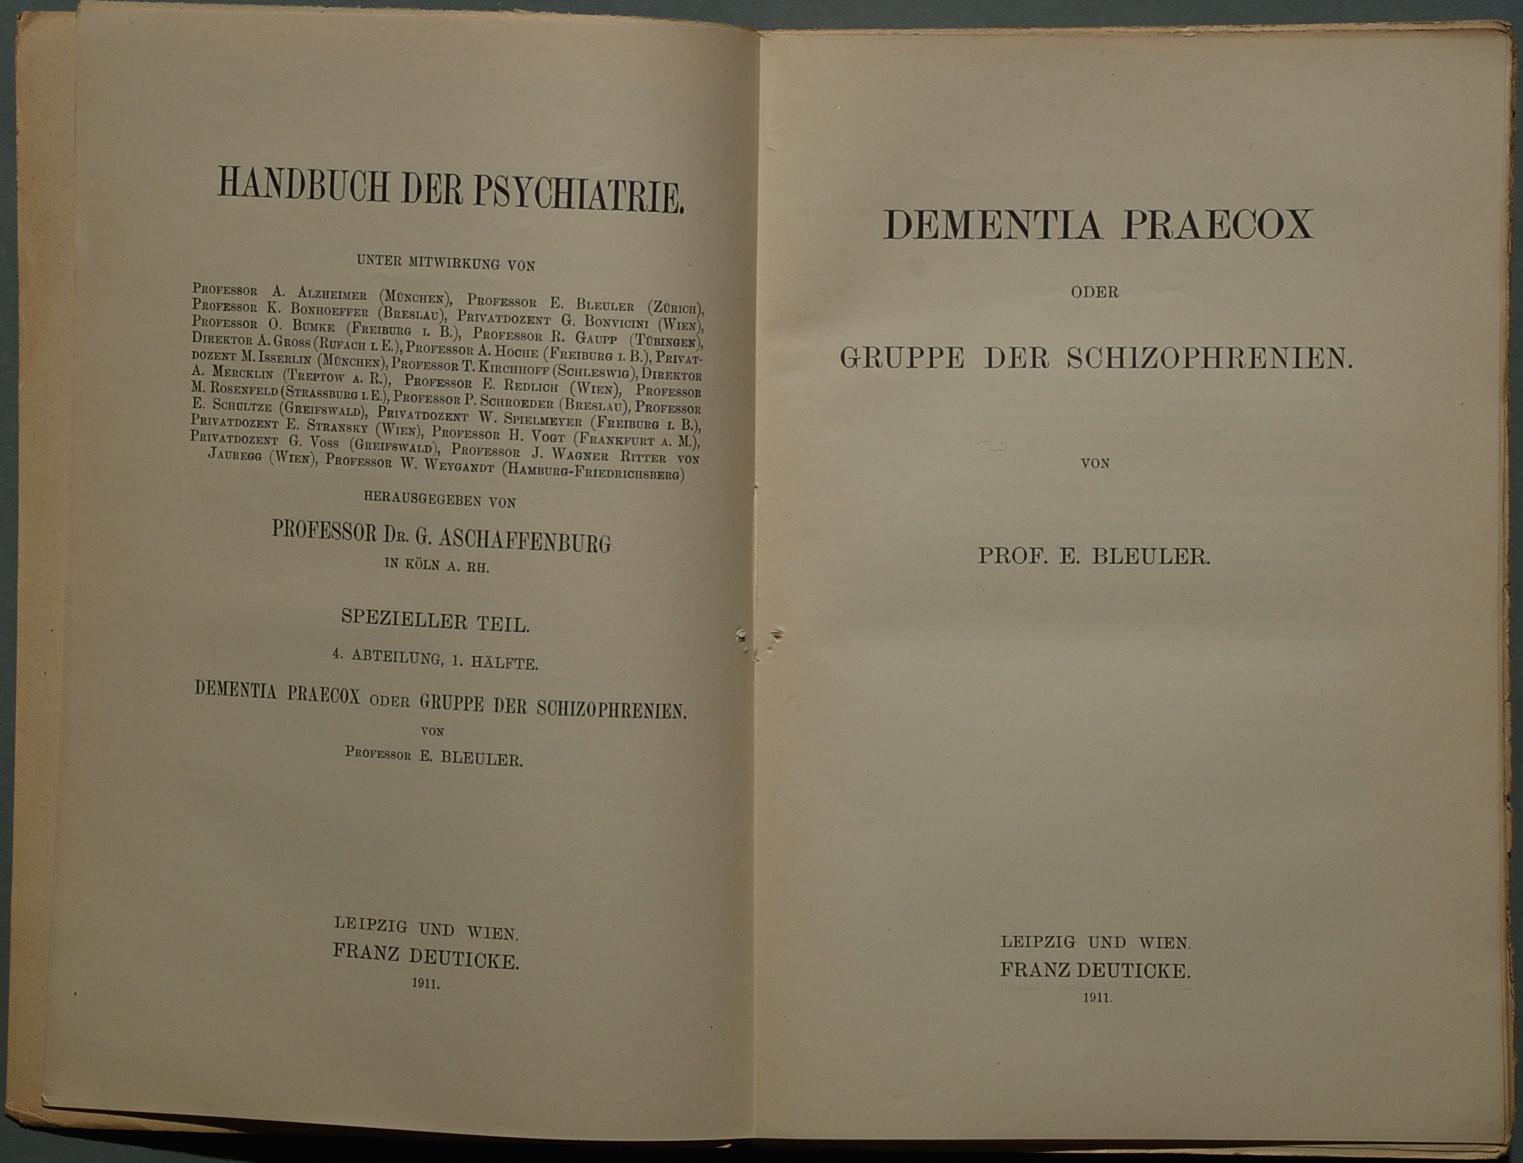 HANDBUCH DER PSYCHIATRIE.
UNTER MITWIRKUNG VON
PROFESSOR A. ALZHEIMER (MÜNCHEN), PROFESSOR E. BLEULER (ZÜRICH),
PROFESSOR K. BONHOEFFER (BRESLAU), PRIVATDOZENT G. BONVICINI (WIEN),
PROFESSOR O. BUMKE (FREIBURG I. B.), PROFESSOR R. GAUPP (TÜBINGEN),
DIREKTOR A. GROSS (RUFACH I. E.), PROFESSOR A. HOCHE (FREIBURG I. B.), PRIVAT-
DOZENT M. ISSERLIN (MÜNCHEN), PROFESSOR T. KIRCHHOFF (SCHLESWIG), DIREKTOR
A. MERCKLIN (TREPTOW A. R.), PROFESSOR E. REDLICH (WIEN), PROFESSOR
M. ROSENFELD (STRASSBURG I. E.), PROFESSOR P. SCHROEDER (BRESLAU), PROFESSOR
E. SCHULTZE (GREIFSWALD), PRIVATDOZENT W. SPIELMEYER (FREIBURG I. B.),
PRIVATDOZENT E. STRANSKY (WIEN), PROFESSOR H. VOGT (FRANKFURT A. M.),
PRIVATDOZENT G. VOSS (GREIFSWALD), PROFESSOR J. WAGNER RITTER VON
JAUREGG (WIEN), PROFESSOR W. WEYGANDT (HAMBURG-FRIEDRICHSBERG)
HERAUSGEGEBEN VON
PROFESSOR DR. G. ASCHAFFENBURG
IN KÖLN A. RH.
SPEZIELLER TEIL.
4. ABTEILUNG, 1. HÄLFTE.
DEMENTIA PRAECOX ODER GRUPPE DER SCHIZOPHRENIEN.
VON
PROFESSOR E. BLEULER.
LEIPZIG UND WIEN.
FRANZ DEUTICKE.
1911.
DEMENTIA PRAECOX
ODER
GRUPPE DER SCHIZOPHRENIEN.
VON
PROF. E. BLEULER.
LEIPZIG UND WIEN.
FRANZ DEUTICKE.
1911.